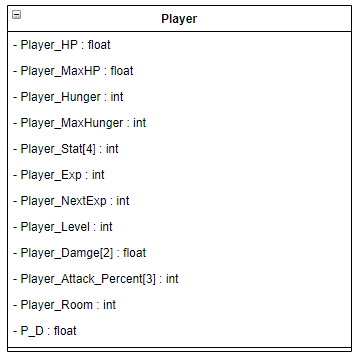 Player
- Player_HP : float
- Player_MaxHP : float
- Player_Hunger : int
- Player_MaxHunger : int
- Player_Stat[4] : int
- Player_Exp : int
- Player_NextExp : int
- Player_Level : int
- Player_Damge[2] : float
- Player_Attack_Percent[3] : int
- Player_Room : int
- P_D : float